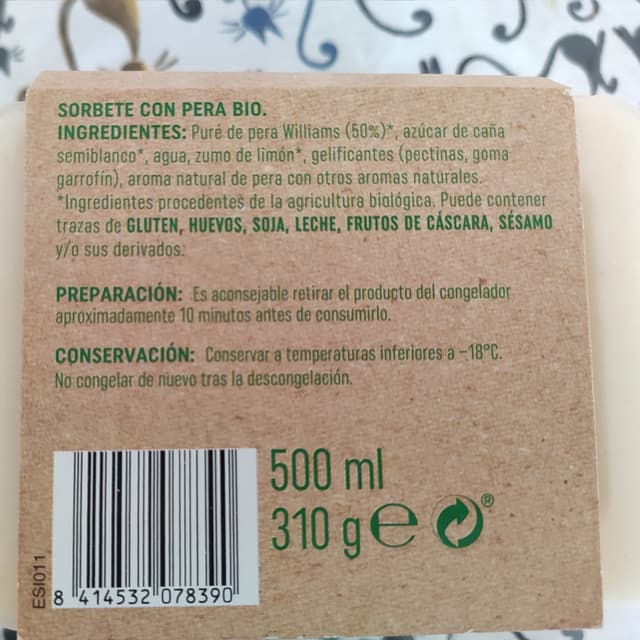 SORBETE CON PERA BIO.
INGREDIENTES: Puré de pera Williams (50%)*, azúcar de caña
semiblanco*, agua, zumo de limón*, gelificantes (pectinas, goma
garrofín), aroma natural de pera con otros aromas naturales.
*Ingredientes procedentes de la agricultura biológica. Puede contener
trazas de GLUTEN, HUEVOS, SOJA, LECHE, FRUTOS DE CÁSCARA, SÉSAMO
y/o sus derivados.
PREPARACIÓN: Es aconsejable retirar el producto del congelador
aproximadamente 10 minutos antes de consumirlo.
CONSERVACIÓN: Conservar a temperaturas inferiores a –18ºC.
No congelar de nuevo tras la descongelación.
500 ml
310 g e ®
ESI011
8 414532 078390